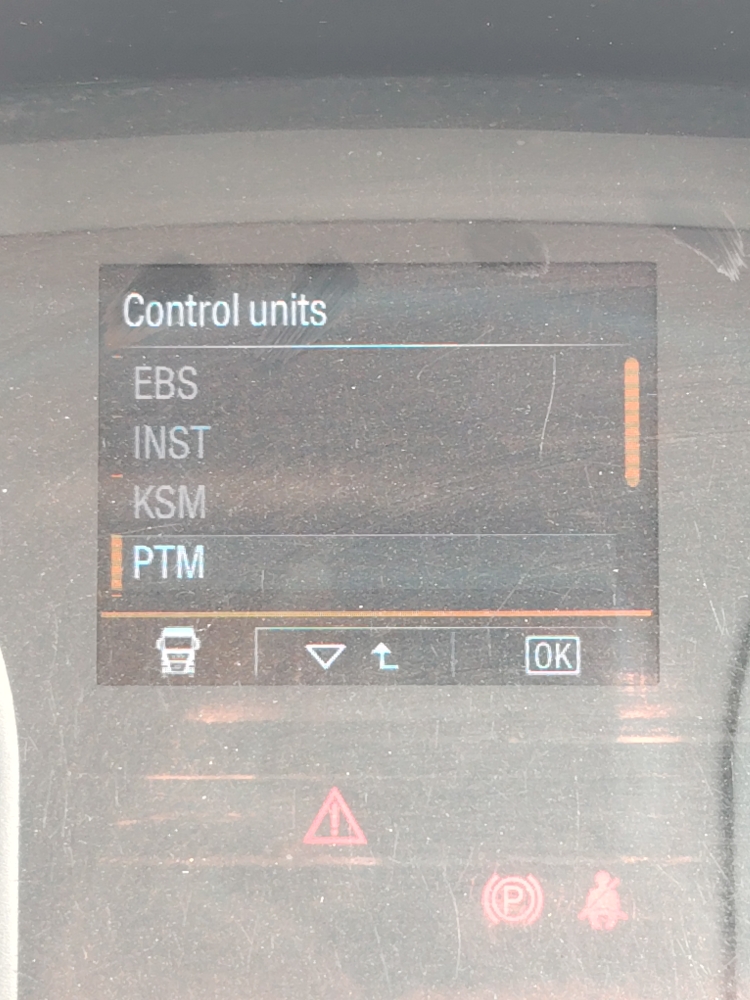 Control units
EBS
INST
KSM
PTM
OK
P